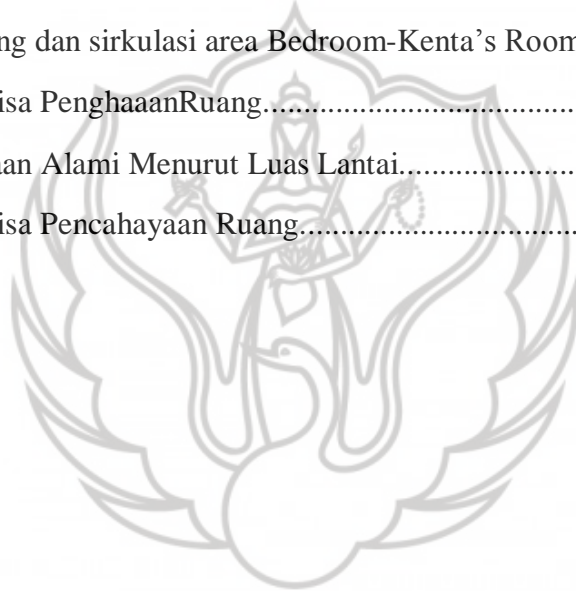 ng dan sirkulasi area Bedroom-Kenta’s Room
isa PenghaaanRuang......................................
aan Alami Menurut Luas Lantai......................
isa Pencahayaan Ruang..................................